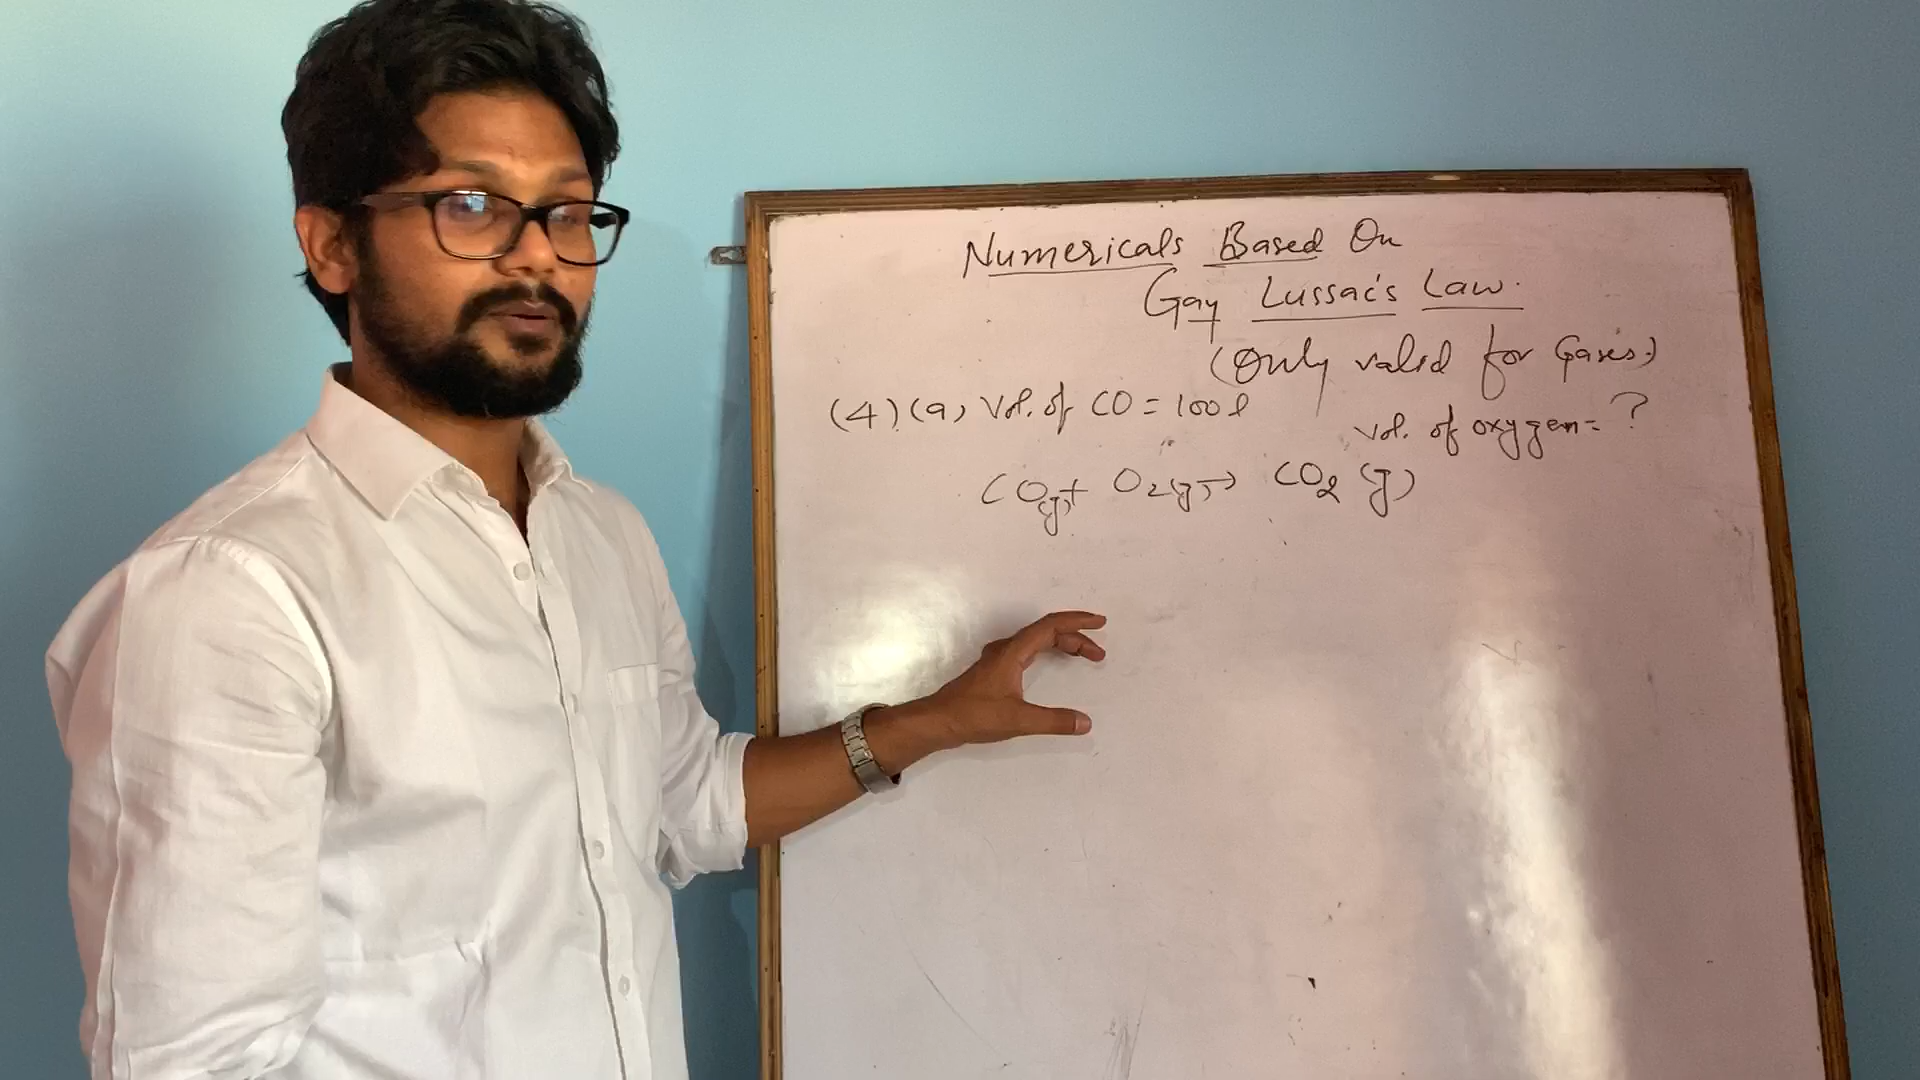 Numericals Based On
Gay Lussac's Law.
(Only valid for Gases.)
(4).(a) Vol. of CO = 100 l
Vol. of oxygen = ?
CO(g) + O2(g) → CO2 (g)